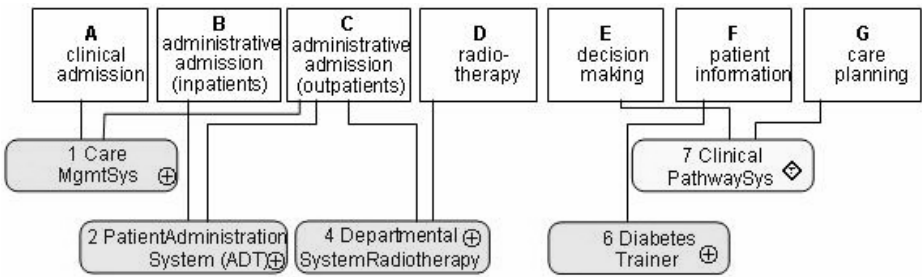 A
clinical
admission
B
administrative
admission
(inpatients)
C
administrative
admission
(outpatients)
D
radio-
therapy
E
decision
making
F
patient
information
G
care
planning
1 Care
MgmtSys
7 Clinical
PathwaySys
2 PatientAdministration
System (ADT)
4 Departmental
SystemRadiotherapy
6 Diabetes
Trainer